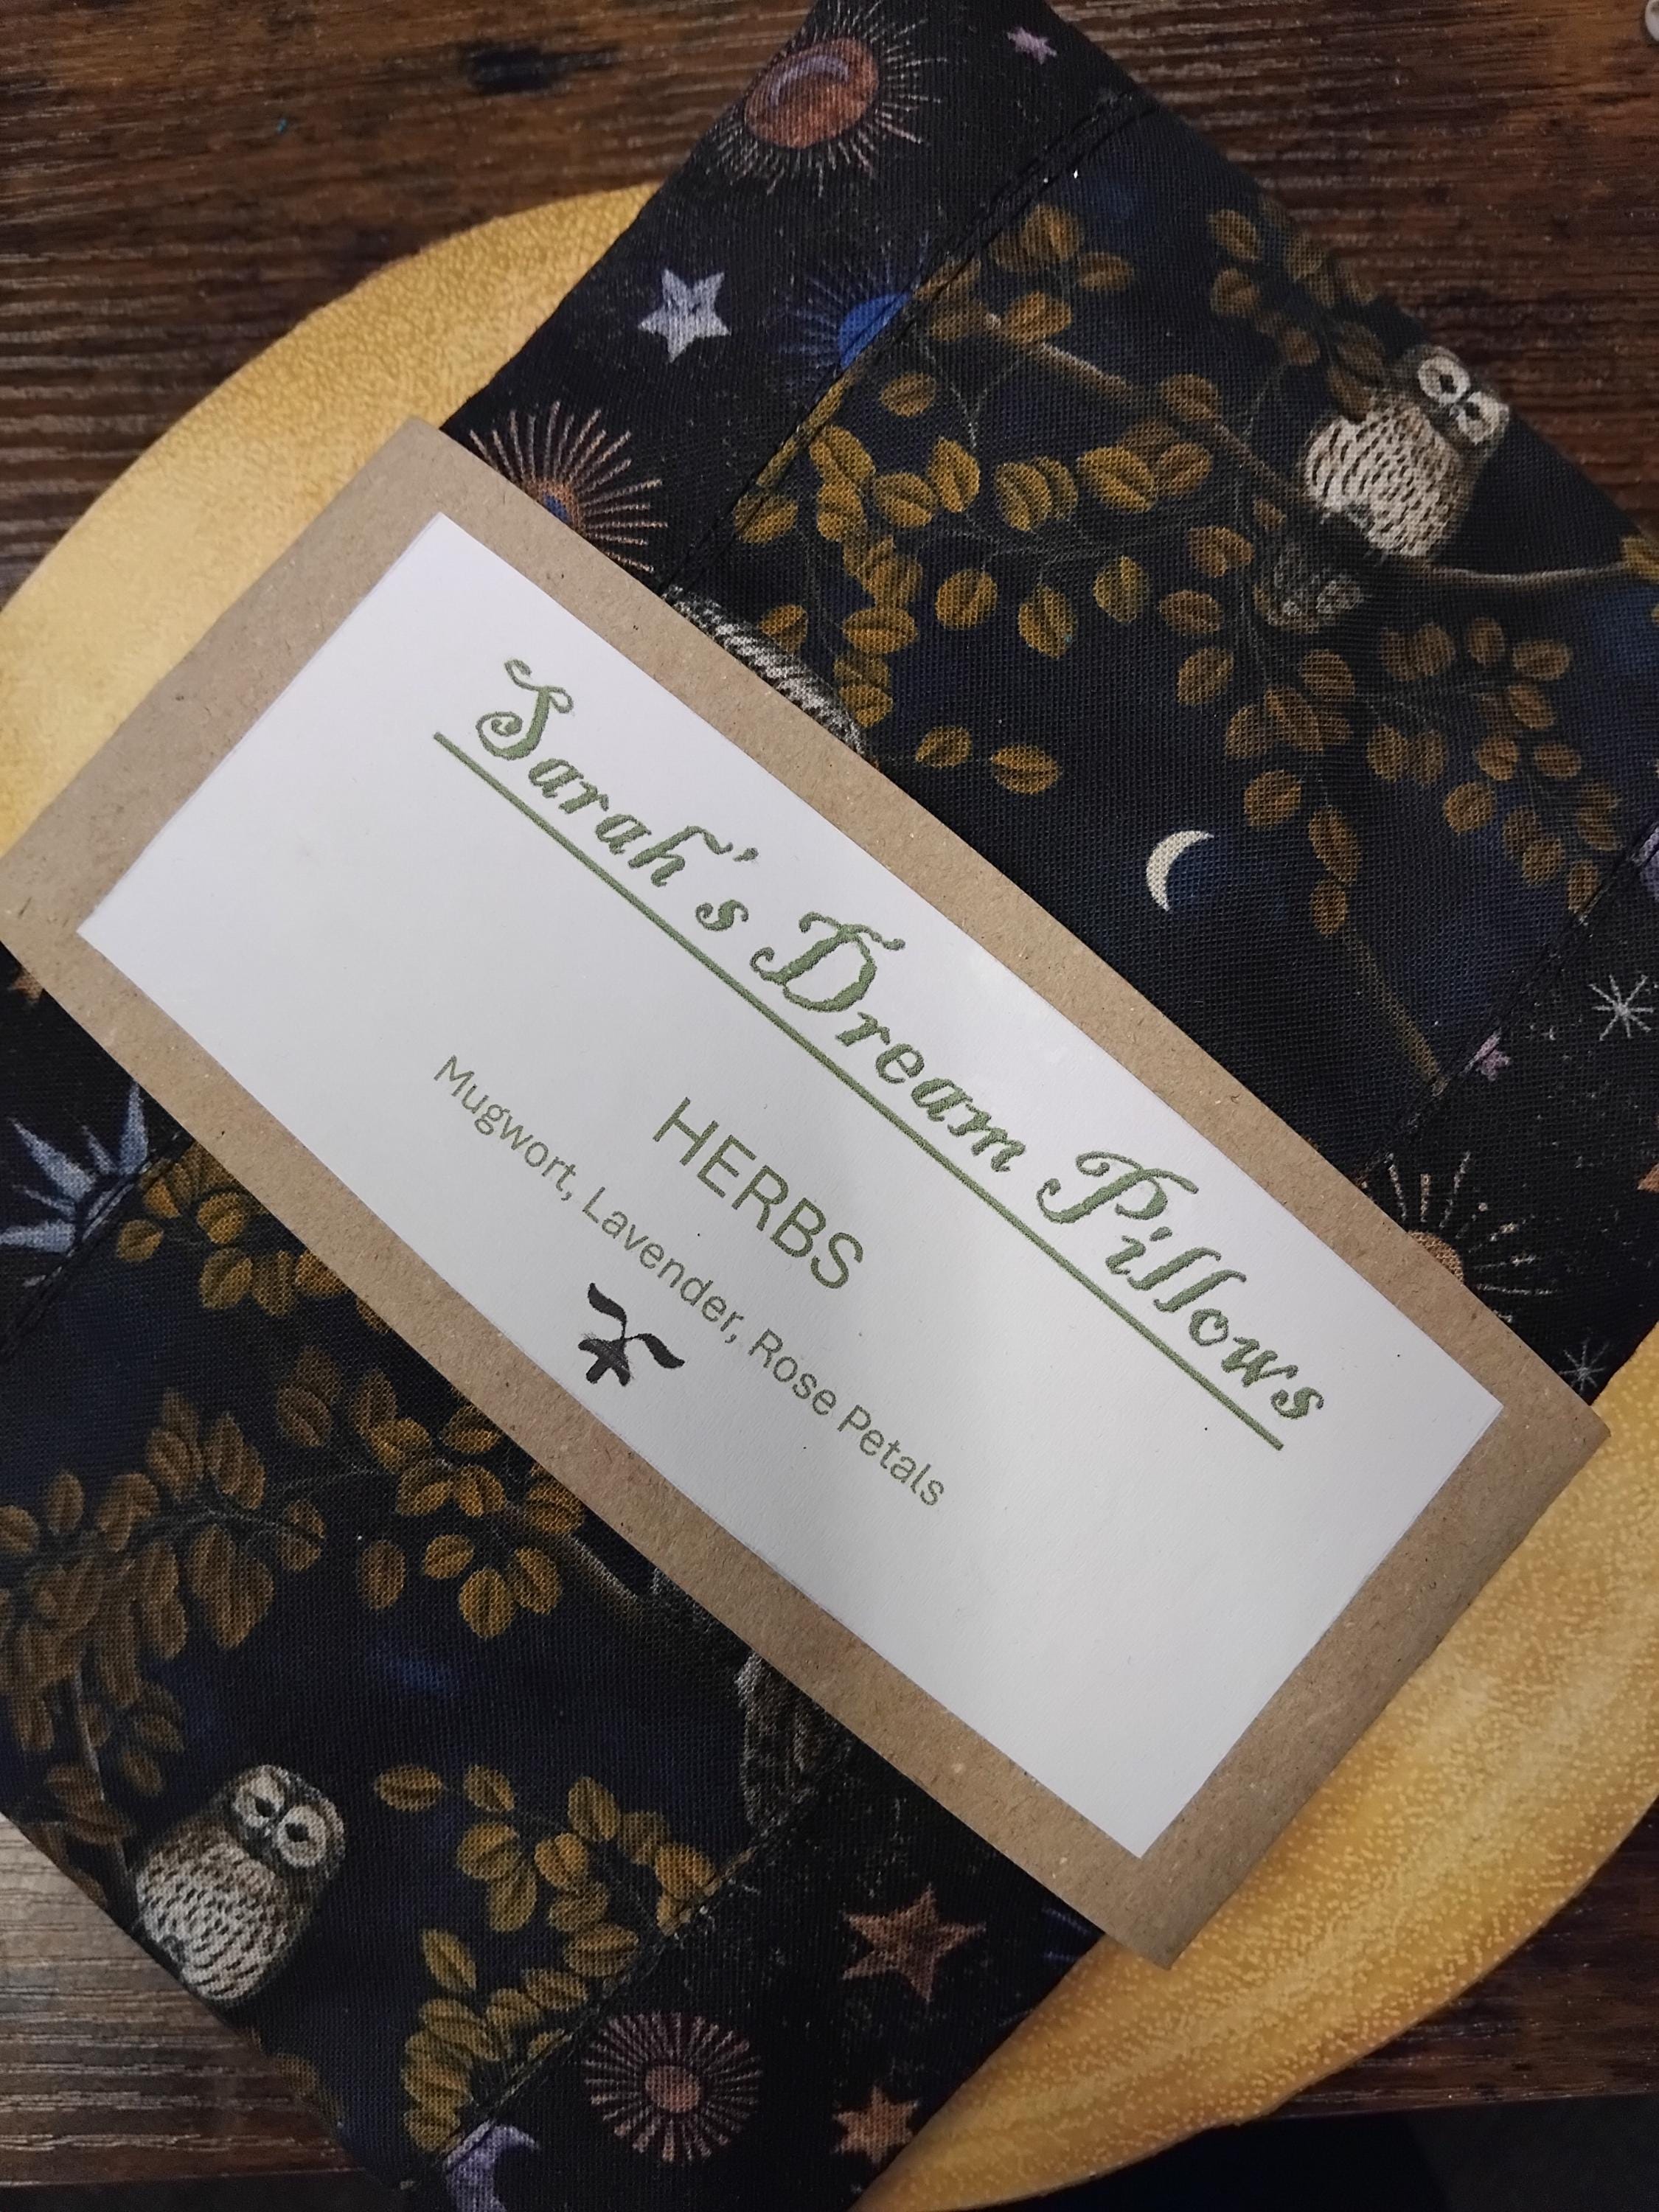 Sarah's Dream Pillows
HERBS
Mugwort, Lavender, Rose Petals